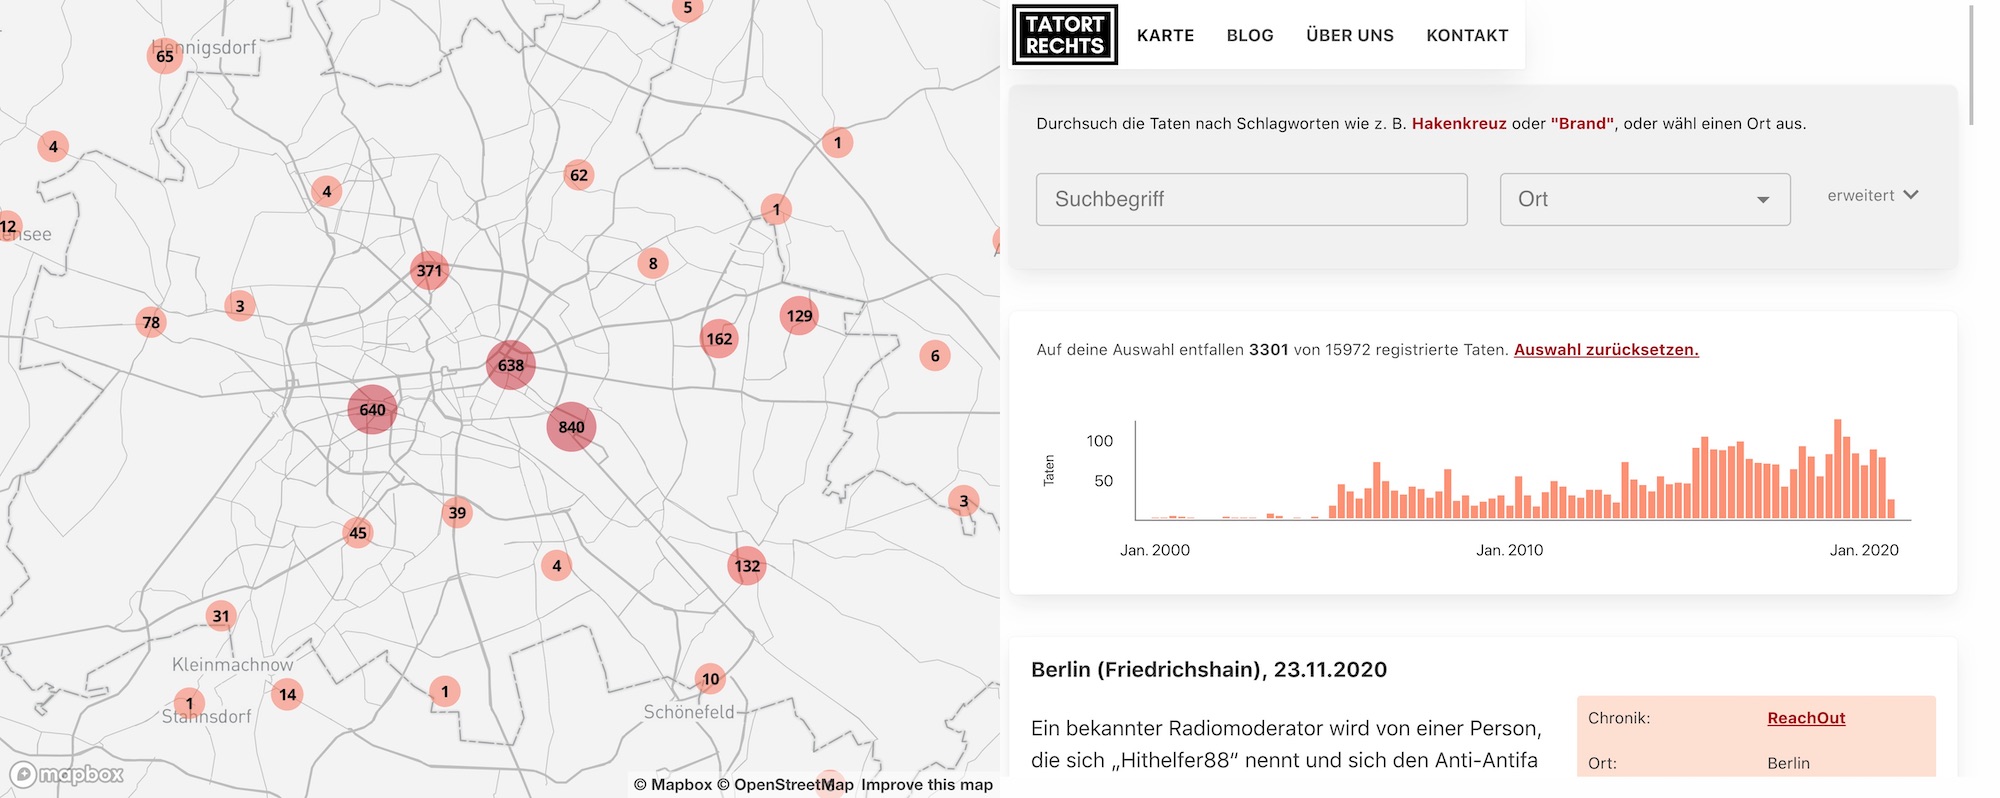 5
Hennigsdorf
65
4
1
62
4
1
12
ensee
8
371
3
78
129
162
6
638
640
840
3
39
45
4
132
31
Kleinmachnow
10
14
1
1
Stahnsdorf
Schönefeld
mapbox
© Mapbox © OpenStreetMap Improve this map
TATORT
RECHTS
KARTE BLOG ÜBER UNS KONTAKT
Durchsuch die Taten nach Schlagworten wie z. B. Hakenkreuz oder "Brand", oder wähl einen Ort aus.
Suchbegriff Ort erweitert
Auf deine Auswahl entfallen 3301 von 15972 registrierte Taten. Auswahl zurücksetzen.
Taten
100
50
Jan. 2000 Jan. 2010 Jan. 2020
Berlin (Friedrichshain), 23.11.2020
Ein bekannter Radiomoderator wird von einer Person,
die sich „Hithelfer88“ nennt und sich den Anti-Antifa
Chronik: ReachOut
Ort: Berlin